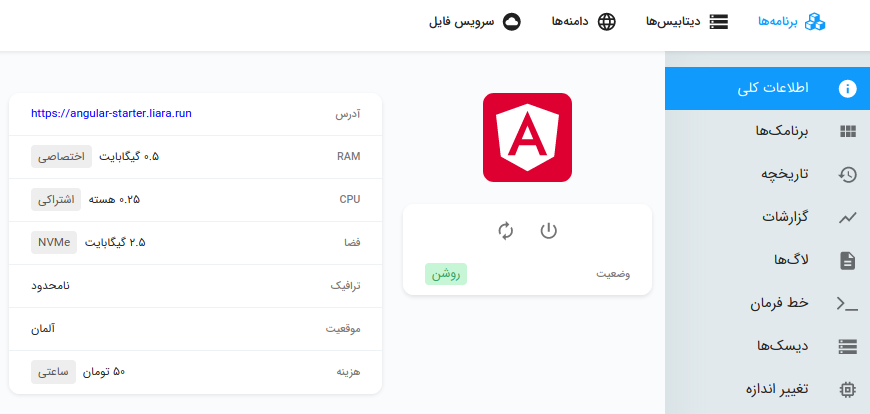 برنامه‌ها
دیتابیس‌ها
دامنه‌ها
سرویس فایل
اطلاعات کلی
برنامک‌ها
تاریخچه
گزارشات
لاگ‌ها
خط فرمان
دیسک‌ها
تغییر اندازه
وضعیت روشن
آدرس https://angular-starter.liara.run
RAM ۰.۵ گیگابایت اختصاصی
CPU ۰.۲۵ هسته اشتراکی
فضا ۲.۵ گیگابایت NVMe
ترافیک نامحدود
موقعیت آلمان
هزینه ۵۰ تومان ساعتی